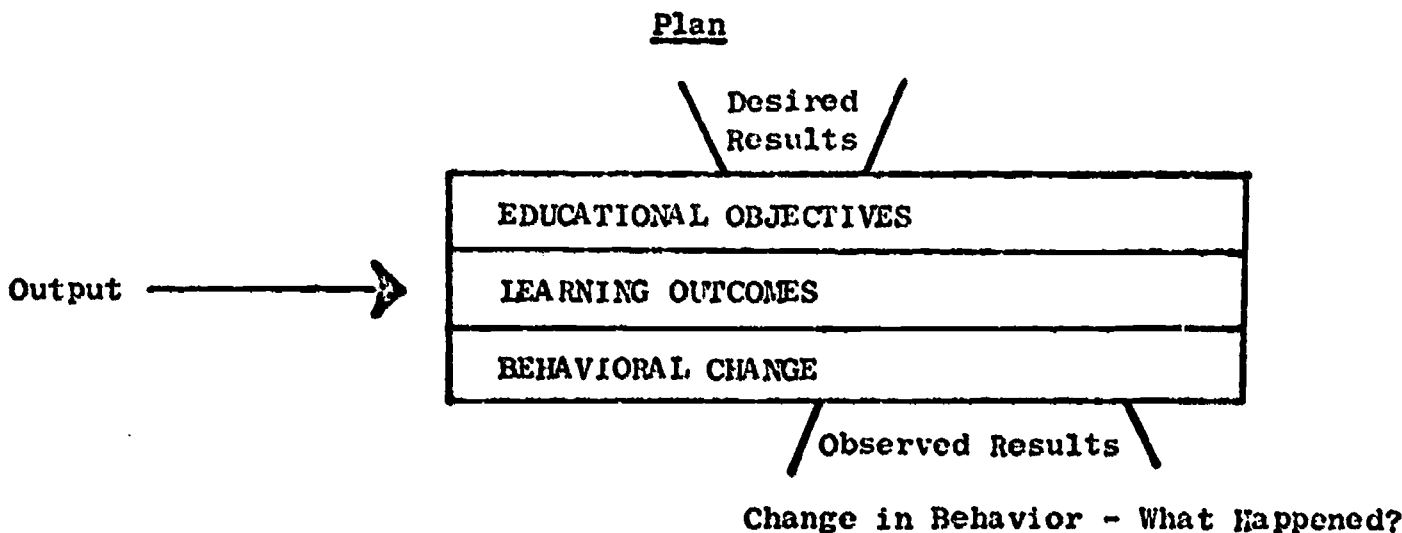 Plan
Desired
Results
EDUCATIONAL OBJECTIVES
Output
LEARNING OUTCOMES
BEHAVIORAL CHANGE
Observed Results
Change in Behavior - What Happened?